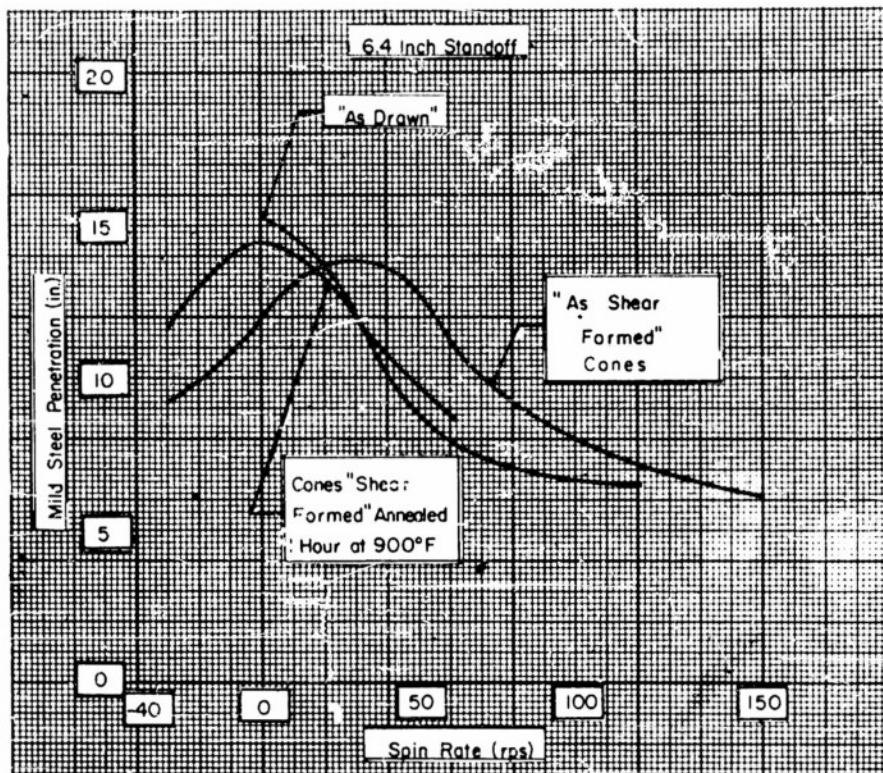 6.4 Inch Standoff
20
"As Drawn"
15
"As Shear
Formed"
Cones
10
Cones "Shear
Formed" Annealed
Hour at 900°F
5
0
-40
0
50
100
150
Mild Steel Penetration (in.)
Spin Rate (rps)